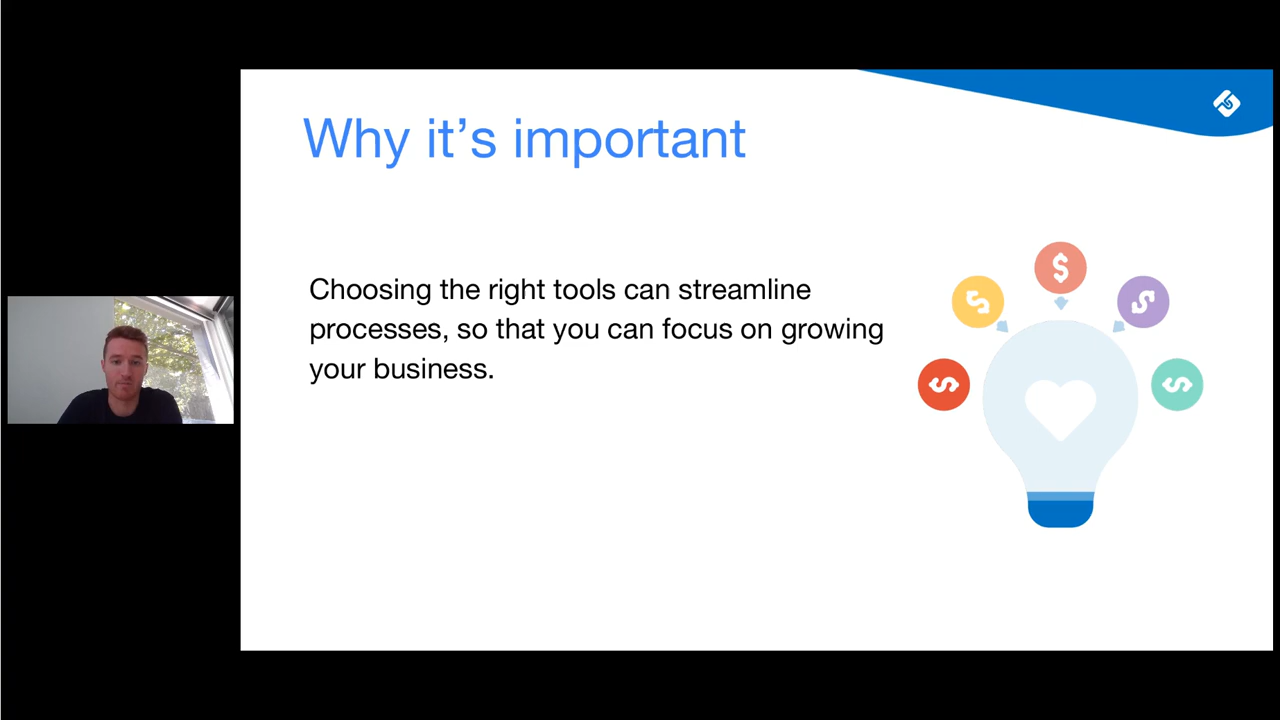 Why it’s important
Choosing the right tools can streamline
processes, so that you can focus on growing
your business.
$
$
$
$
$